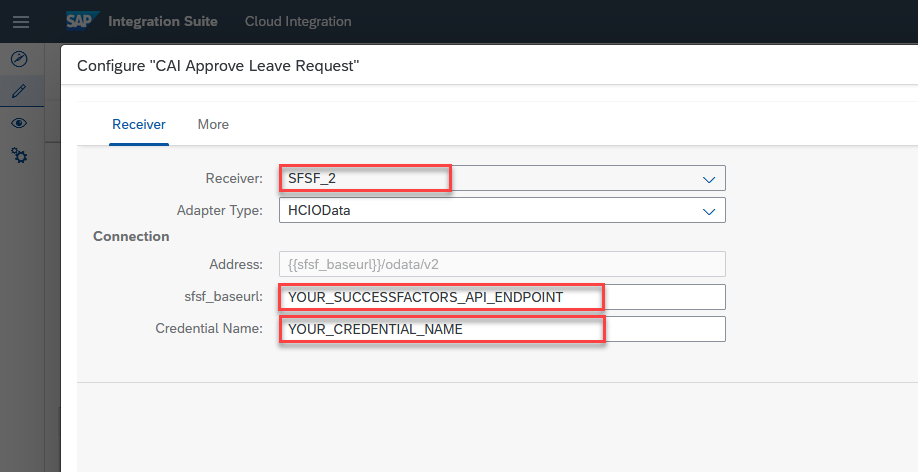 SAP Integration Suite Cloud Integration
Configure "CAI Approve Leave Request"
Receiver More
Receiver: SFSF_2
Adapter Type: HCIOData
Connection
Address: {{sfsf_baseurl}}/odata/v2
sfsf_baseurl: YOUR_SUCCESSFACTORS_API_ENDPOINT
Credential Name: YOUR_CREDENTIAL_NAME